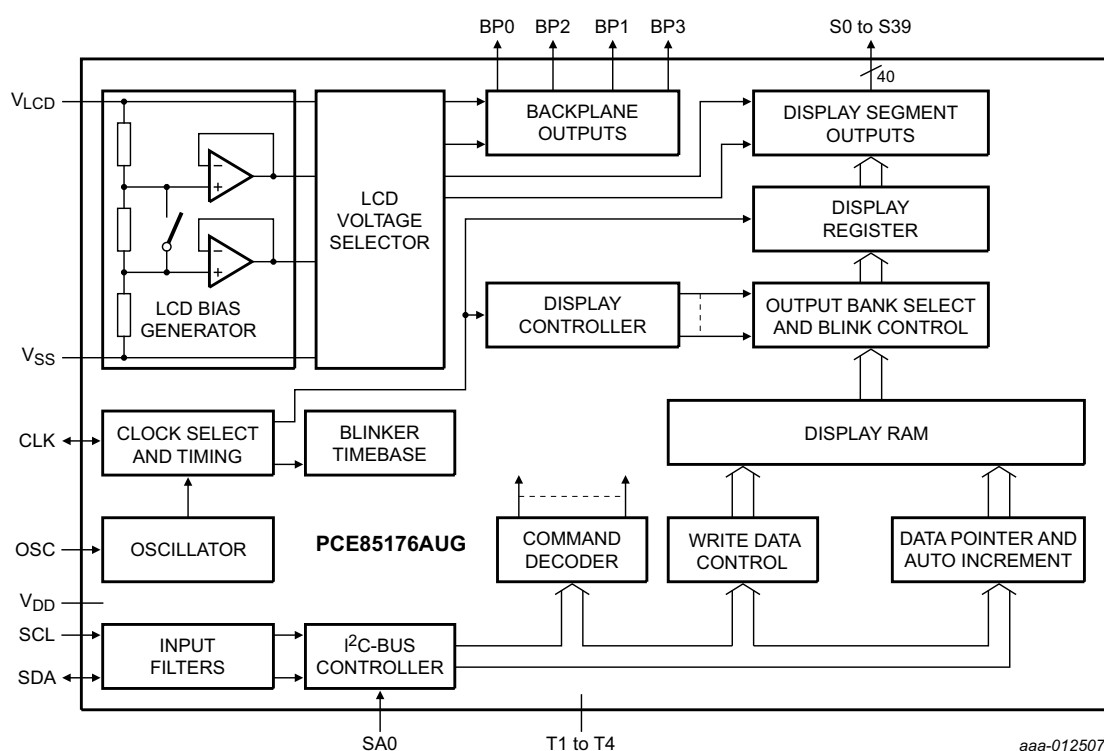 BP0 BP2 BP1 BP3 S0 to S39
40
VLCD
BACKPLANE
OUTPUTS
DISPLAY SEGMENT
OUTPUTS
LCD
VOLTAGE
SELECTOR
DISPLAY
REGISTER
LCD BIAS
GENERATOR
DISPLAY
CONTROLLER
OUTPUT BANK SELECT
AND BLINK CONTROL
VSS
CLK
CLOCK SELECT
AND TIMING
BLINKER
TIMEBASE
DISPLAY RAM
OSC
OSCILLATOR
PCE85176AUG
COMMAND
DECODER
WRITE DATA
CONTROL
DATA POINTER AND
AUTO INCREMENT
VDD
SCL
SDA
INPUT
FILTERS
I2C-BUS
CONTROLLER
SA0
T1 to T4
aaa-012507